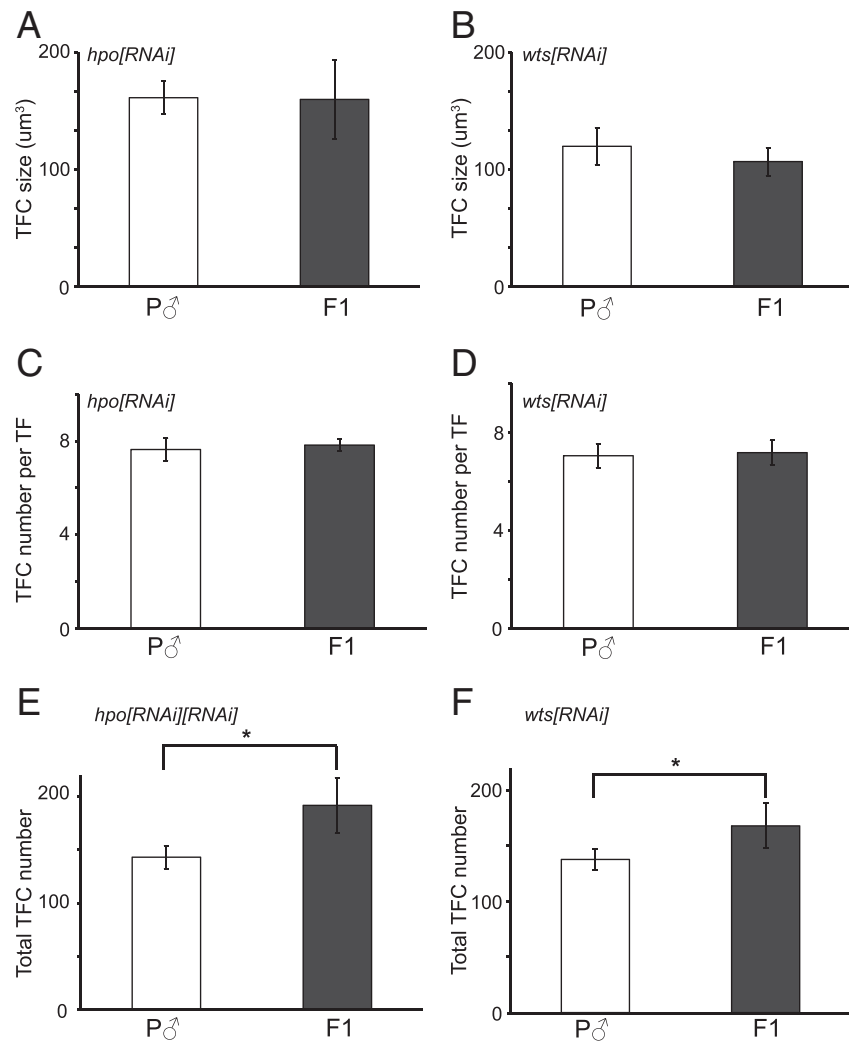 A
hpo[RNAi]
TFC size (um³)
200
100
0
P♂
F1
B
wts[RNAi]
TFC size (um³)
200
100
0
P♂
F1
C
hpo[RNAi]
TFC number per TF
8
4
0
P♂
F1
D
wts[RNAi]
TFC number per TF
8
4
0
P♂
F1
E
hpo[RNAi][RNAi]
*
Total TFC number
200
100
0
P♂
F1
F
wts[RNAi]
*
Total TFC number
200
100
0
P♂
F1